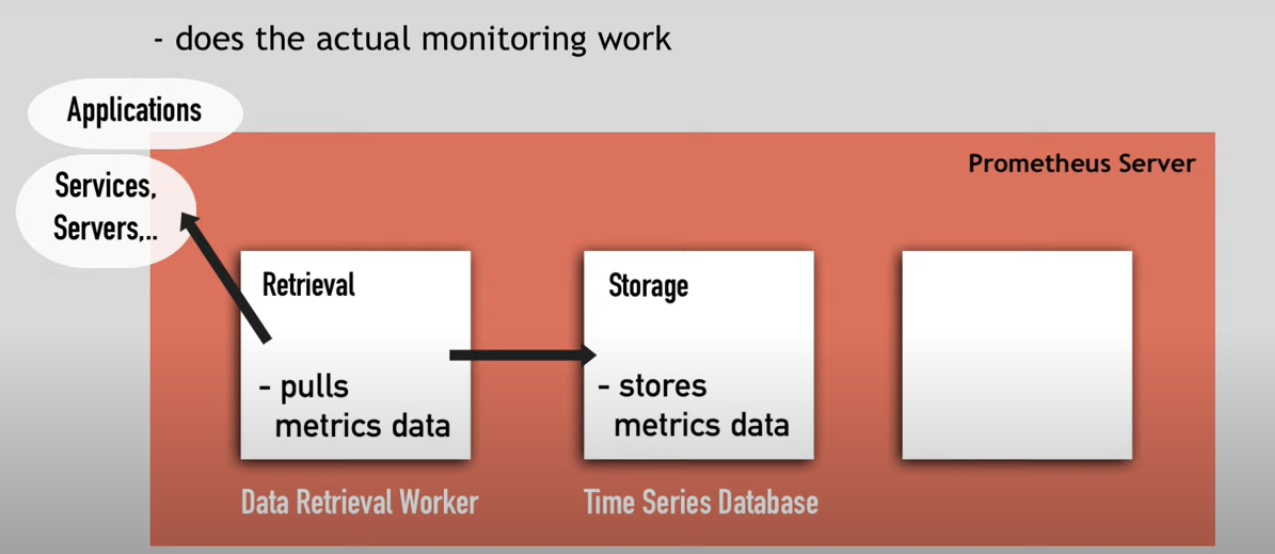 - does the actual monitoring work
Applications
Services,
Servers,..
Prometheus Server
Retrieval
- pulls
metrics data
Data Retrieval Worker
Storage
- stores
metrics data
Time Series Database